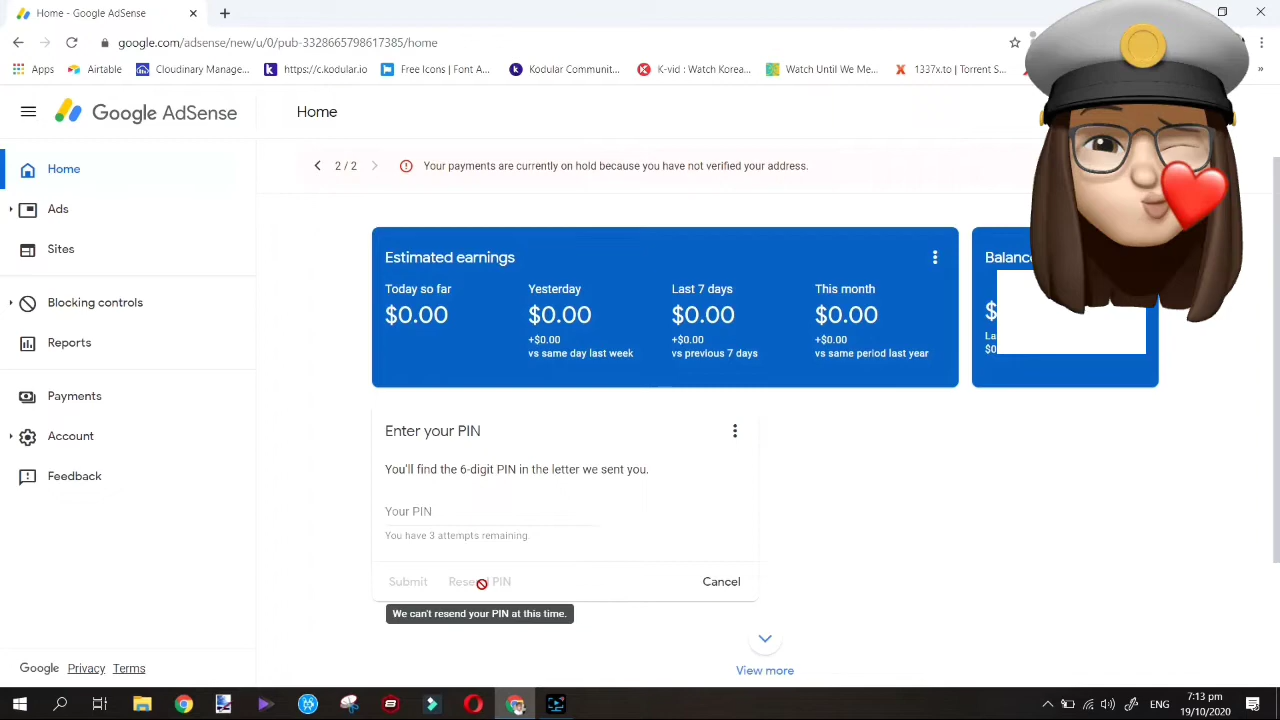 Home - Google AdSense
google.com/adsense/new/u/0/pub-3328665798617385/home
Apps
Airtable
Cloudinary Manage...
https://c.kodular.io
Free Logo
Kodular Communit...
K-vid : Watch Korea...
Watch Until We Me...
1337x.to | Torrent S...
Google AdSense
Home
2 / 2
Your payments are currently on hold because you have not verified your address.
Home
Ads
Sites
Blocking controls
Reports
Payments
Account
Feedback
Estimated earnings
Today so far
Yesterday
Last 7 days
This month
$0.00
$0.00
$0.00
$0.00
+$0.00
+$0.00
+$0.00
vs same day last week
vs previous 7 days
vs same period last year
Balanc
$
La
$0
Enter your PIN
You'll find the 6-digit PIN in the letter we sent you.
Your PIN
You have 3 attempts remaining.
Submit
Resend PIN
Cancel
We can't resend your PIN at this time.
View more
Google Privacy Terms
ENG
7:13 pm
19/10/2020